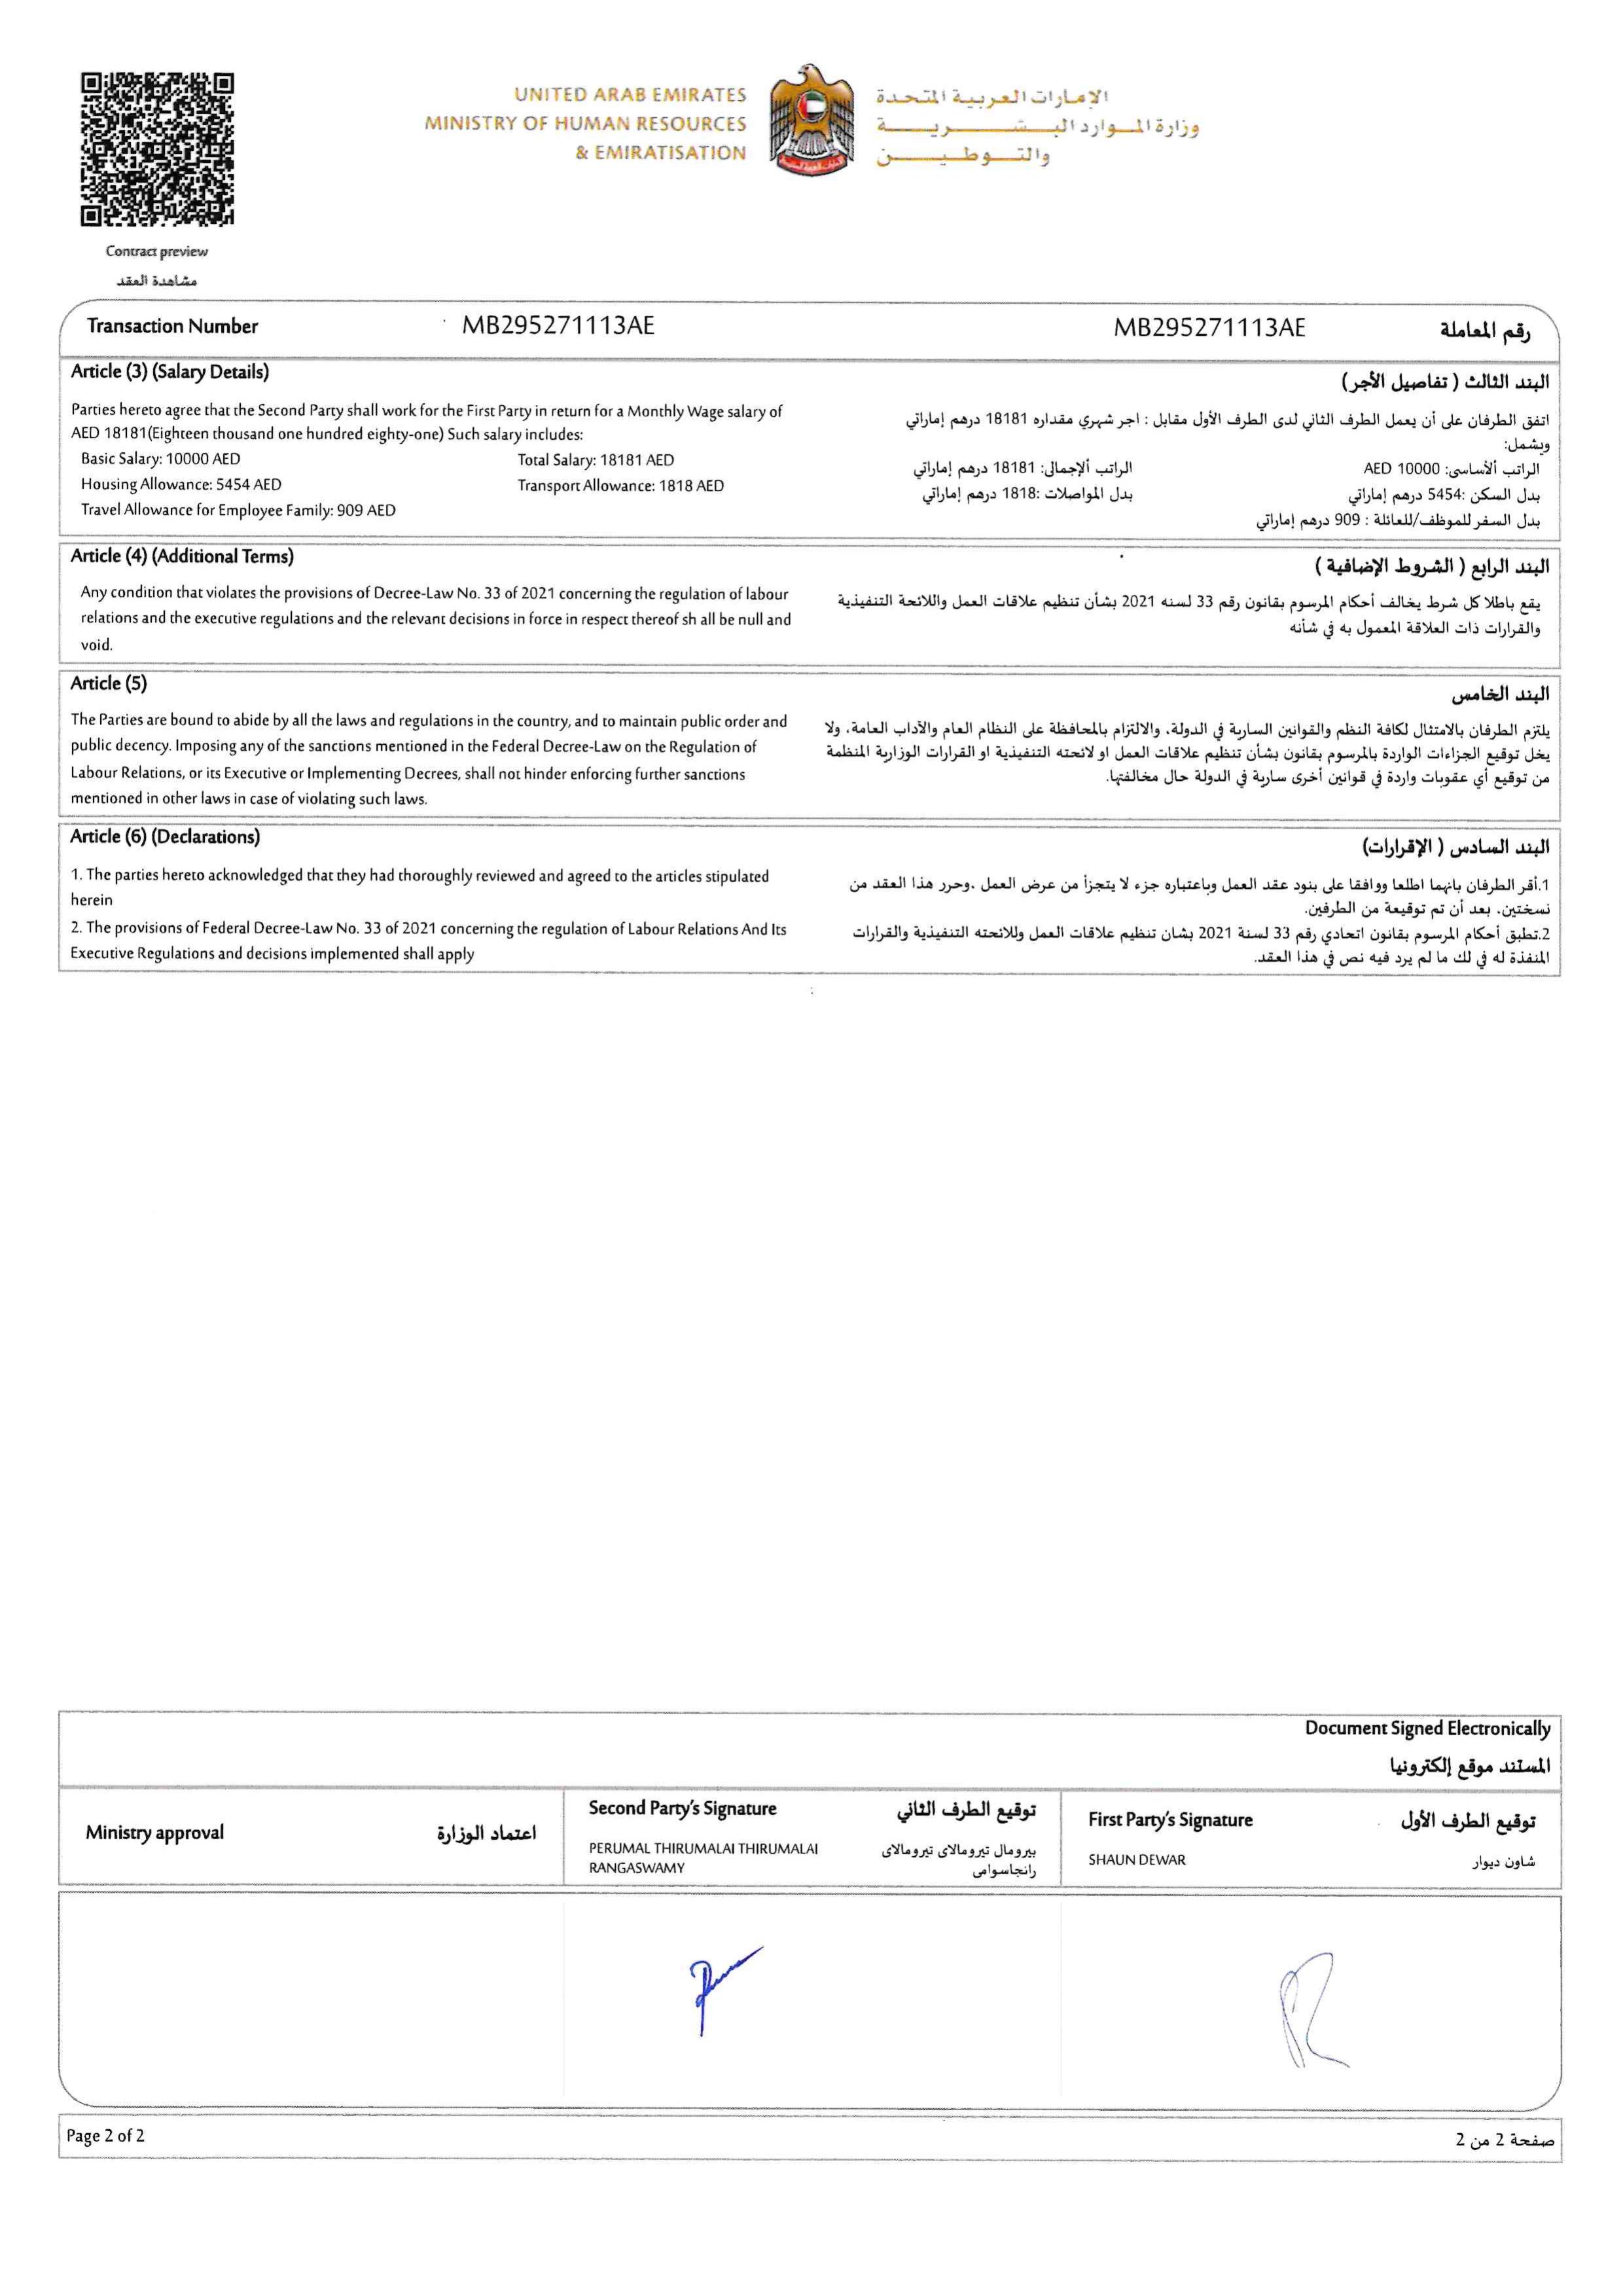 UNITED ARAB EMIRATES
MINISTRY OF HUMAN RESOURCES
& EMIRATISATION
الإمارات العربية المتحدة
وزارة الموارد البشرية
والتوطين
Contract preview
مشاهدة العقد
Transaction Number MB295271113AE
MB295271113AE رقم المعاملة
Article (3) (Salary Details)
Parties hereto agree that the Second Party shall work for the First Party in return for a Monthly Wage salary of
AED 18181(Eighteen thousand one hundred eighty-one) Such salary includes:
Basic Salary: 10000 AED Total Salary: 18181 AED
Housing Allowance: 5454 AED Transport Allowance: 1818 AED
Travel Allowance for Employee Family: 909 AED
البند الثالث ( تفاصيل الأجر)
اتفق الطرفان على أن يعمل الطرف الثاني لدى الطرف الأول مقابل : اجر شهري مقداره 18181 درهم إماراتي
ويشمل:
الراتب ألأساسى: 10000 AED الراتب ألإجمالى: 18181 درهم إماراتي
بدل السكن :5454 درهم إماراتي بدل المواصلات :1818 درهم إماراتي
بدل السفر للموظف/للعائلة : 909 درهم إماراتي
Article (4) (Additional Terms)
Any condition that violates the provisions of Decree-Law No. 33 of 2021 concerning the regulation of labour
relations and the executive regulations and the relevant decisions in force in respect thereof sh all be null and
void.
البند الرابع ( الشروط الإضافية )
يقع باطلا كل شرط يخالف أحكام المرسوم بقانون رقم 33 لسنه 2021 بشأن تنظيم علاقات العمل واللائحة التنفيذية
والقرارات ذات العلاقة المعمول به في شأنه
Article (5)
The Parties are bound to abide by all the laws and regulations in the country, and to maintain public order and
public decency. Imposing any of the sanctions mentioned in the Federal Decree-Law on the Regulation of
Labour Relations, or its Executive or Implementing Decrees, shall not hinder enforcing further sanctions
mentioned in other laws in case of violating such laws.
البند الخامس
يلتزم الطرفان بالامتثال لكافة النظم والقوانين السارية في الدولة، والالتزام بالمحافظة على النظام العام والآداب العامة، ولا
يخل توقيع الجزاءات الواردة بالمرسوم بقانون بشأن تنظيم علاقات العمل او لائحته التنفيذية او القرارات الوزارية المنظمة
من توقيع أي عقوبات واردة في قوانين أخرى سارية في الدولة حال مخالفتها.
Article (6) (Declarations)
1. The parties hereto acknowledged that they had thoroughly reviewed and agreed to the articles stipulated
herein
2. The provisions of Federal Decree-Law No. 33 of 2021 concerning the regulation of Labour Relations And Its
Executive Regulations and decisions implemented shall apply
البند السادس ( الإقرارات)
1.أقر الطرفان بانهما اطلعا ووافقا على بنود عقد العمل وباعتباره جزء لا يتجزأ من عرض العمل ،وحرر هذا العقد من
نسختين، بعد أن تم توقيعة من الطرفين.
2.تطبق أحكام المرسوم بقانون اتحادي رقم 33 لسنة 2021 بشان تنظيم علاقات العمل وللائحته التنفيذية والقرارات
المنفذة له في لك ما لم يرد فيه نص في هذا العقد.
Document Signed Electronically
المستند موقع إلكترونيا
Ministry approval اعتماد الوزارة
Second Party's Signature توقيع الطرف الثاني
PERUMAL THIRUMALAI THIRUMALAI
RANGASWAMY
بيرومال تيرومالاى تيرومالاى
رانجاسوامى
First Party's Signature توقيع الطرف الأول
SHAUN DEWAR شاون ديوار
Page 2 of 2 صفحة 2 من 2